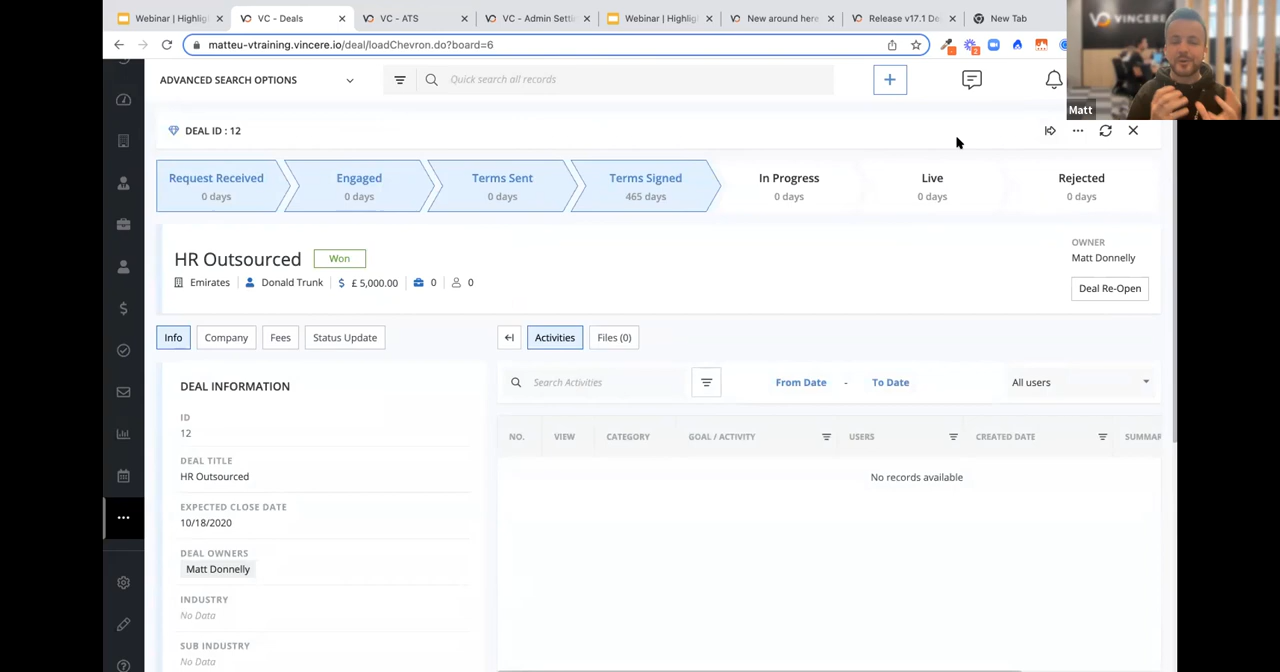 Webinar | Highlig
VC - Deals
VC - ATS
VC - Admin Setti
Webinar | Highlig
New around here
Release v17.1 De
New Tab
matteu-vtraining.vincere.io/deal/loadChevron.do?board=6
VINCERE
Matt
ADVANCED SEARCH OPTIONS
Quick search all records
DEAL ID : 12
Request Received
0 days
Engaged
0 days
Terms Sent
0 days
Terms Signed
465 days
In Progress
0 days
Live
0 days
Rejected
0 days
HR Outsourced
Won
Emirates
Donald Trunk
$ £ 5,000.00
0
0
OWNER
Matt Donnelly
Deal Re-Open
Info
Company
Fees
Status Update
Activities
Files (0)
Search Activities
From Date - To Date
All users
DEAL INFORMATION
ID
12
DEAL TITLE
HR Outsourced
EXPECTED CLOSE DATE
10/18/2020
DEAL OWNERS
Matt Donnelly
INDUSTRY
No Data
SUB INDUSTRY
No Data
NO.
VIEW
CATEGORY
GOAL / ACTIVITY
USERS
CREATED DATE
SUMMAR
No records available